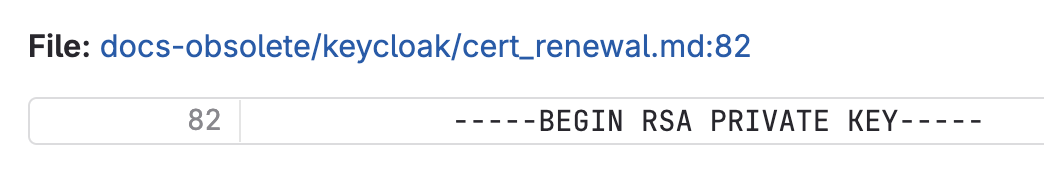 File: docs-obsolete/keycloak/cert_renewal.md:82
82 -----BEGIN RSA PRIVATE KEY-----